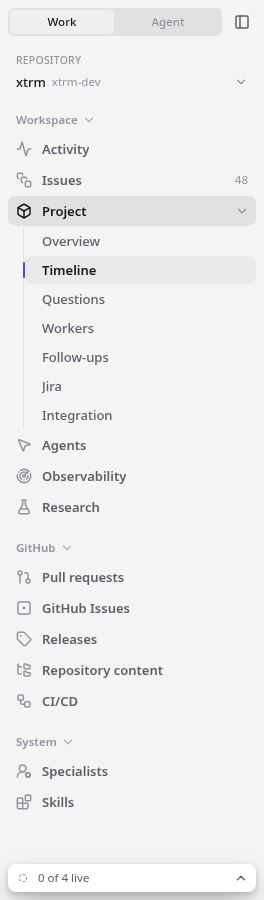 Work Agent
REPOSITORY
xtrm xtrm-dev
Workspace
Activity
Issues 48
Project
Overview
Timeline
Questions
Workers
Follow-ups
Jira
Integration
Agents
Observability
Research
GitHub
Pull requests
GitHub Issues
Releases
Repository content
CI/CD
System
Specialists
Skills
0 of 4 live